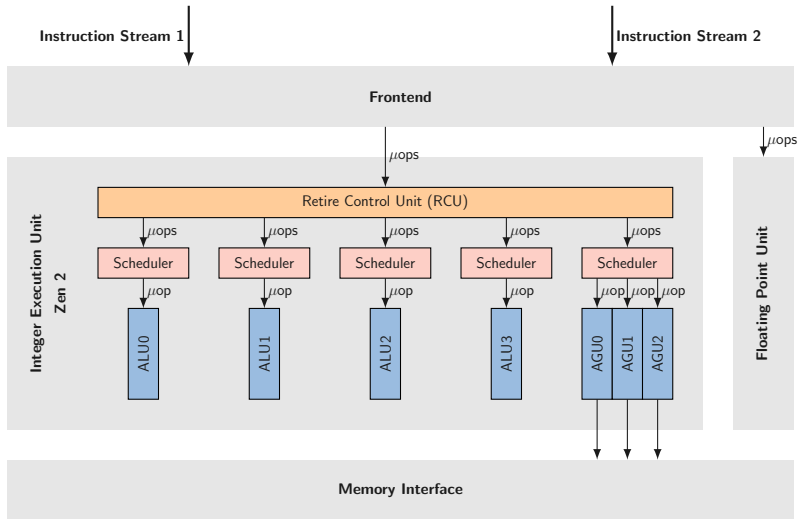 Instruction Stream 1
Instruction Stream 2
Frontend
μops
μops
Retire Control Unit (RCU)
μops
μops
μops
μops
μops
Scheduler
Scheduler
Scheduler
Scheduler
Scheduler
μop
μop
μop
μop
μop
μop
μop
ALU0
ALU1
ALU2
ALU3
AGU0
AGU1
AGU2
Integer Execution Unit
Zen 2
Floating Point Unit
Memory Interface